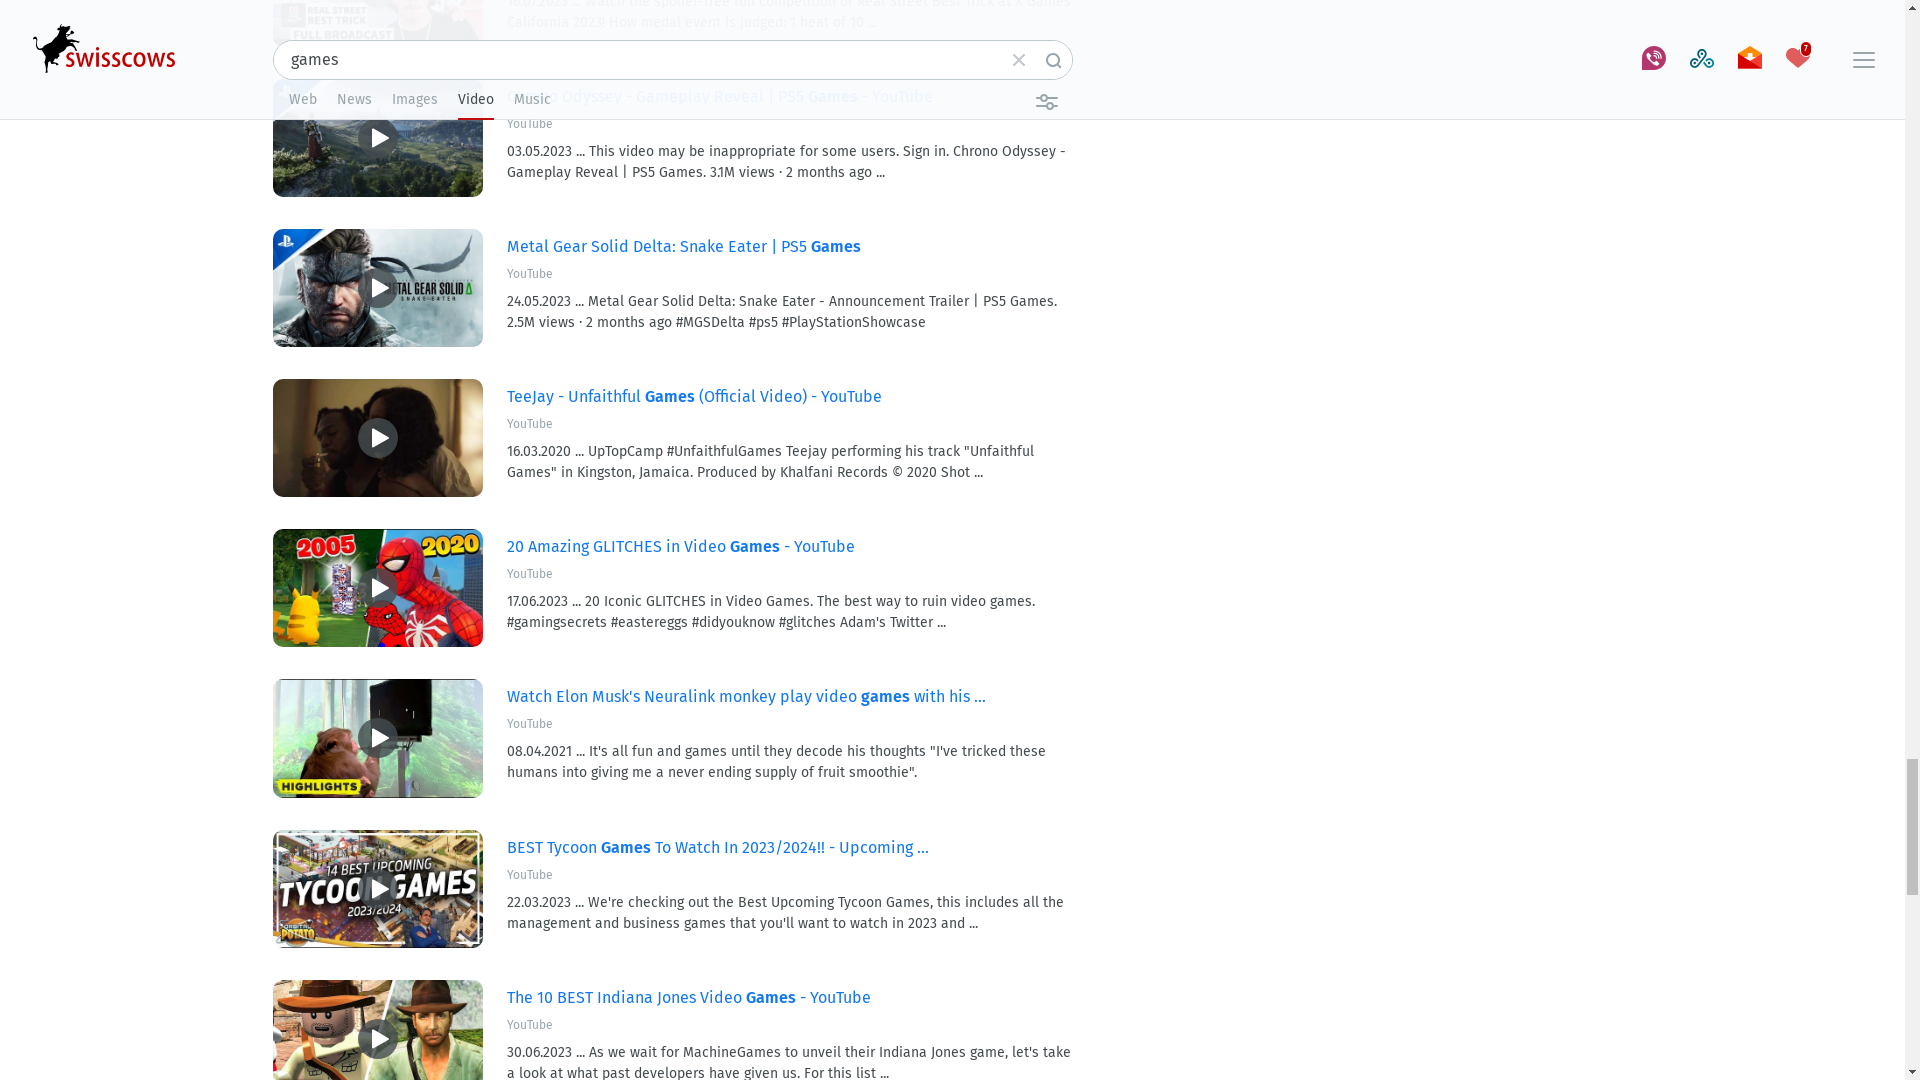 16.07.2023 ... Watch the spoiler-free full competition of Real Street Best Trick at X Games
California 2023! How medal event is judged: 1 heat of 10 ...
REAL STREET
BEST TRICK
FULL BROADCAST
swisscows
games
7
Web News Images Video Music
Chrono Odyssey - Gameplay Reveal | PS5 Games - YouTube
YouTube
03.05.2023 ... This video may be inappropriate for some users. Sign in. Chrono Odyssey -
Gameplay Reveal | PS5 Games. 3.1M views · 2 months ago ...
METAL GEAR SOLID Δ
SNAKE EATER
Metal Gear Solid Delta: Snake Eater | PS5 Games
YouTube
24.05.2023 ... Metal Gear Solid Delta: Snake Eater - Announcement Trailer | PS5 Games.
2.5M views · 2 months ago #MGSDelta #ps5 #PlayStationShowcase
TeeJay - Unfaithful Games (Official Video) - YouTube
YouTube
16.03.2020 ... UpTopCamp #UnfaithfulGames Teejay performing his track "Unfaithful
Games" in Kingston, Jamaica. Produced by Khalfani Records © 2020 Shot ...
2005 2020
20 Amazing GLITCHES in Video Games - YouTube
YouTube
17.06.2023 ... 20 Iconic GLITCHES in Video Games. The best way to ruin video games.
#gamingsecrets #eastereggs #didyouknow #glitches Adam's Twitter ...
HIGHLIGHTS
Watch Elon Musk's Neuralink monkey play video games with his ...
YouTube
08.04.2021 ... It's all fun and games until they decode his thoughts "I've tricked these
humans into giving me a never ending supply of fruit smoothie".
14 BEST UPCOMING
TYCOON GAMES
2023/2024
ORBITAL
POTATO
BEST Tycoon Games To Watch In 2023/2024!! - Upcoming ...
YouTube
22.03.2023 ... We're checking out the Best Upcoming Tycoon Games, this includes all the
management and business games that you'll want to watch in 2023 and ...
The 10 BEST Indiana Jones Video Games - YouTube
YouTube
30.06.2023 ... As we wait for MachineGames to unveil their Indiana Jones game, let's take
a look at what past developers have given us. For this list ...